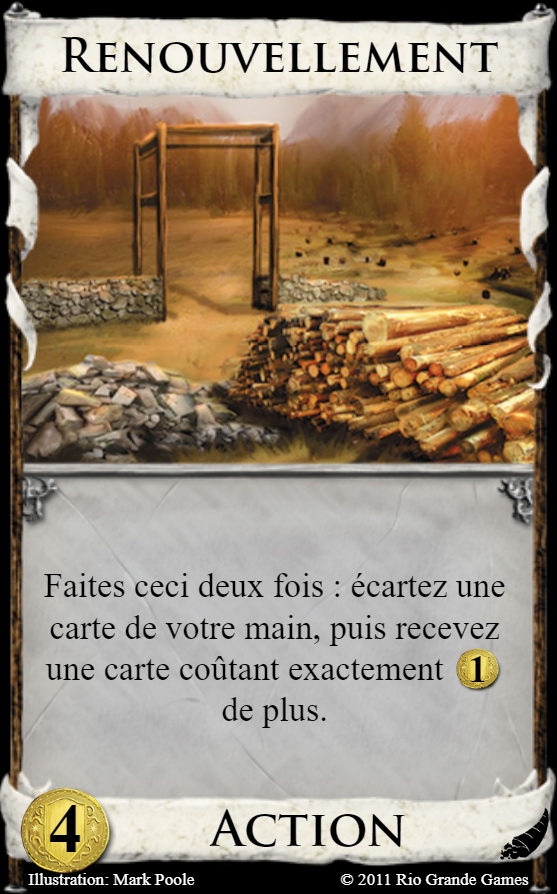 RENOUVELLEMENT
Faites ceci deux fois : écartez une
carte de votre main, puis recevez
une carte coûtant exactement 1
de plus.
4 ACTION
Illustration: Mark Poole © 2011 Rio Grande Games